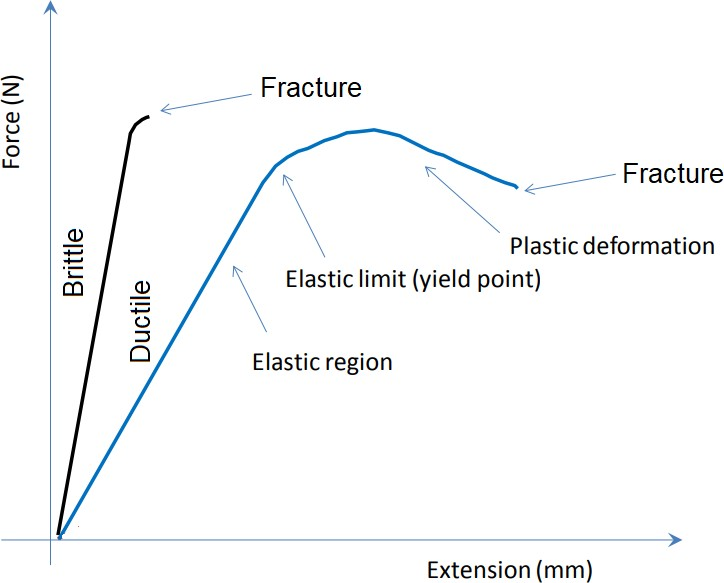 Fracture
Force (N)
Fracture
Plastic deformation
Brittle
Elastic limit (yield point)
Ductile
Elastic region
Extension (mm)